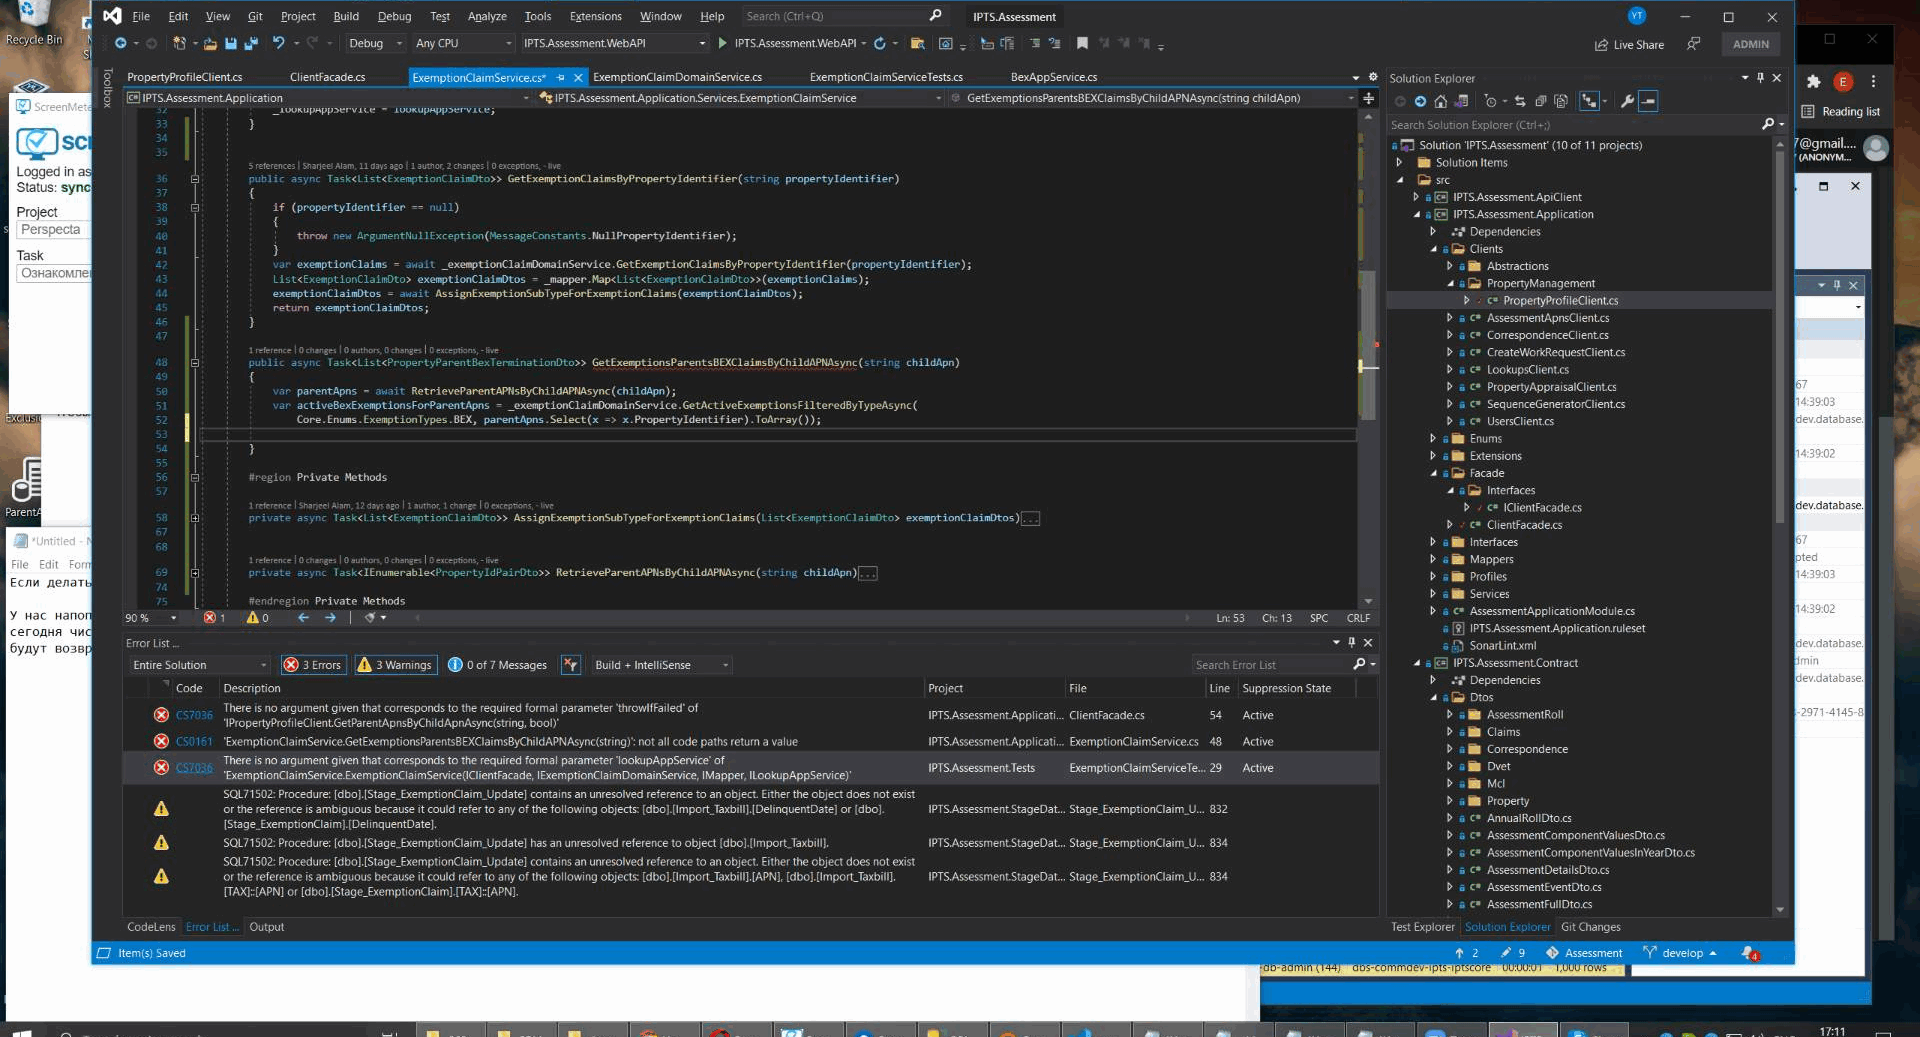 File Edit View Git Project Build Debug Test Analyze Tools Extensions Window Help Search (Ctrl+Q) IPTS.Assessment YT
Debug Any CPU IPTS.Assessment.WebAPI IPTS.Assessment.WebAPI Live Share ADMIN
PropertyProfileClient.cs ClientFacade.cs ExemptionClaimService.cs* ExemptionClaimDomainService.cs ExemptionClaimServiceTests.cs BexAppService.cs
IPTS.Assessment.Application IPTS.Assessment.Application.Services.ExemptionClaimService GetExemptionsParentsBEXClaimsByChildAPNAsync(string childApn)
Toolbox
32 _lookupAppService = lookupAppService;
33 }
34
35
5 references | Sharjeel Alam, 11 days ago | 1 author, 2 changes | 0 exceptions, - live
36 public async Task<List<ExemptionClaimDto>> GetExemptionClaimsByPropertyIdentifier(string propertyIdentifier)
37 {
38 if (propertyIdentifier == null)
39 {
40 throw new ArgumentNullException(MessageConstants.NullPropertyIdentifier);
41 }
42 var exemptionClaims = await _exemptionClaimDomainService.GetExemptionClaimsByPropertyIdentifier(propertyIdentifier);
43 List<ExemptionClaimDto> exemptionClaimDtos = _mapper.Map<List<ExemptionClaimDto>>(exemptionClaims);
44 exemptionClaimDtos = await AssignExemptionSubTypeForExemptionClaims(exemptionClaimDtos);
45 return exemptionClaimDtos;
46 }
47
1 reference | 0 changes | 0 authors, 0 changes | 0 exceptions, - live
48 public async Task<List<PropertyParentBexTerminationDto>> GetExemptionsParentsBEXClaimsByChildAPNAsync(string childApn)
49 {
50 var parentApns = await RetrieveParentAPNsByChildAPNAsync(childApn);
51 var activeBexExemptionsForParentApns = _exemptionClaimDomainService.GetActiveExemptionsFilteredByTypeAsync(
52 Core.Enums.ExemptionTypes.BEX, parentApns.Select(x => x.PropertyIdentifier).ToArray());
53
54 }
55
56 #region Private Methods
57
1 reference | Sharjeel Alam, 12 days ago | 1 author, 1 change | 0 exceptions, - live
58 private async Task<List<ExemptionClaimDto>> AssignExemptionSubTypeForExemptionClaims(List<ExemptionClaimDto> exemptionClaimDtos)...
67
68
1 reference | 0 changes | 0 authors, 0 changes | 0 exceptions, - live
69 private async Task<IEnumerable<PropertyIdPairDto>> RetrieveParentAPNsByChildAPNAsync(string childApn)...
74
75 #endregion Private Methods
90 % 1 0 Ln: 53 Ch: 13 SPC CRLF
Error List ...
Entire Solution 3 Errors 3 Warnings 0 of 7 Messages Build + IntelliSense Search Error List
Code Description Project File Line Suppression State
There is no argument given that corresponds to the required formal parameter 'throwIfFailed' of
CS7036 IPTS.Assessment.Applicati... ClientFacade.cs 54 Active
'IPropertyProfileClient.GetParentApnsByChildApnAsync(string, bool)'
CS0161 'ExemptionClaimService.GetExemptionsParentsBEXClaimsByChildAPNAsync(string)': not all code paths return a value IPTS.Assessment.Applicati... ExemptionClaimService.cs 48 Active
There is no argument given that corresponds to the required formal parameter 'lookupAppService' of
CS7036 IPTS.Assessment.Tests ExemptionClaimServiceTe... 29 Active
'ExemptionClaimService.ExemptionClaimService(IClientFacade, IExemptionClaimDomainService, IMapper, ILookupAppService)'
SQL71502: Procedure: [dbo].[Stage_ExemptionClaim_Update] contains an unresolved reference to an object. Either the object does not exist
or the reference is ambiguous because it could refer to any of the following objects: [dbo].[Import_Taxbill].[DelinquentDate] or [dbo]. IPTS.Assessment.StageDat... Stage_ExemptionClaim_U... 832
[Stage_ExemptionClaim].[DelinquentDate].
SQL71502: Procedure: [dbo].[Stage_ExemptionClaim_Update] has an unresolved reference to object [dbo].[Import_Taxbill]. IPTS.Assessment.StageDat... Stage_ExemptionClaim_U... 834
SQL71502: Procedure: [dbo].[Stage_ExemptionClaim_Update] contains an unresolved reference to an object. Either the object does not exist
or the reference is ambiguous because it could refer to any of the following objects: [dbo].[Import_Taxbill].[APN], [dbo].[Import_Taxbill]. IPTS.Assessment.StageDat... Stage_ExemptionClaim_U... 834
[TAX]::[APN] or [dbo].[Stage_ExemptionClaim].[TAX]::[APN].
CodeLens Error List ... Output
Item(s) Saved 2 9 Assessment develop 4
Solution Explorer
Search Solution Explorer (Ctrl+;)
Solution 'IPTS.Assessment' (10 of 11 projects)
Solution Items
src
IPTS.Assessment.ApiClient
IPTS.Assessment.Application
Dependencies
Clients
Abstractions
PropertyManagement
PropertyProfileClient.cs
AssessmentApnsClient.cs
CorrespondenceClient.cs
CreateWorkRequestClient.cs
LookupsClient.cs
PropertyAppraisalClient.cs
SequenceGeneratorClient.cs
UsersClient.cs
Enums
Extensions
Facade
Interfaces
IClientFacade.cs
ClientFacade.cs
Interfaces
Mappers
Profiles
Services
AssessmentApplicationModule.cs
IPTS.Assessment.Application.ruleset
SonarLint.xml
IPTS.Assessment.Contract
Dependencies
Dtos
AssessmentRoll
Claims
Correspondence
Dvet
Mcl
Property
AnnualRollDto.cs
AssessmentComponentValuesDto.cs
AssessmentComponentValuesInYearDto.cs
AssessmentDetailsDto.cs
AssessmentEventDto.cs
AssessmentFullDto.cs
Test Explorer Solution Explorer Git Changes
Recycle Bin
ScreenMete
Logged in as
Status: sync
Project
Perspecta
Task
Ознакомле
ParentA
*Untitled - N
File Edit Form
Если делать
У нас напол
сегодня чис
будут возвр
E
Reading list
7@gmail....
(ANONYM...
67
14:39:03
dev.database.
14:39:02
dev.database.
67
pted
14:39:03
14:39:02
dev.database.
dmin
dev.database.
-2971-4145-8
db-admin (144) dbs-commdev-ipts-iptscore 00:00:01 1,000 rows
17:11